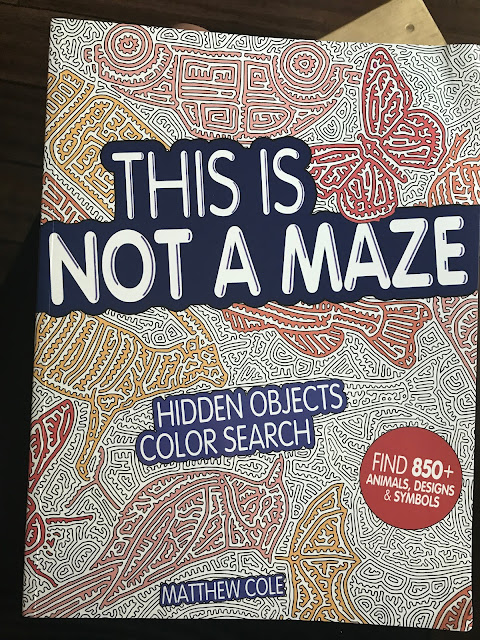 THIS IS
NOT A MAZE
HIDDEN OBJECTS
COLOR SEARCH
FIND 850+
ANIMALS, DESIGNS
& SYMBOLS
MATTHEW COLE